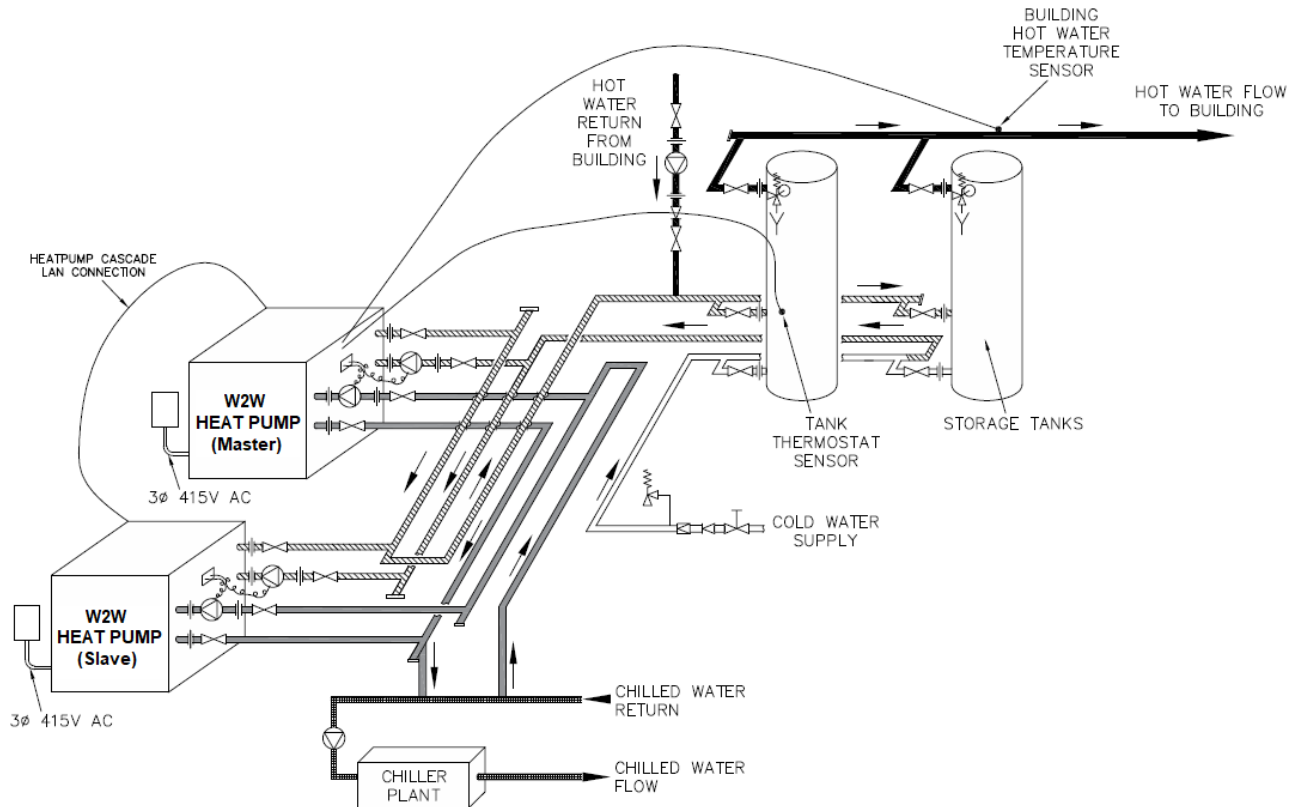 BUILDING
HOT WATER
TEMPERATURE
SENSOR
HOT
WATER
RETURN
FROM
BUILDING
HOT WATER FLOW
TO BUILDING
HEATPUMP CASCADE
LAN CONNECTION
W2W
HEAT PUMP
(Master)
3ø 415V AC
TANK
THERMOSTAT
SENSOR
STORAGE TANKS
COLD WATER
SUPPLY
W2W
HEAT PUMP
(Slave)
3ø 415V AC
CHILLED WATER
RETURN
CHILLER
PLANT
CHILLED WATER
FLOW